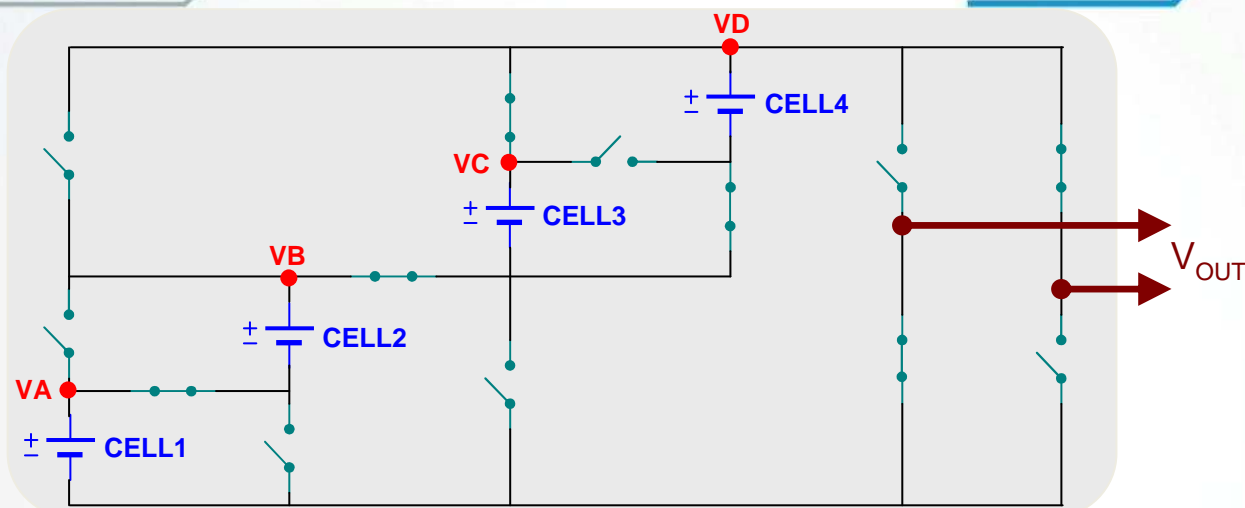 VD
+
− CELL4
VC
+
− CELL3
VB
+
− CELL2
VA
+
− CELL1
VOUT